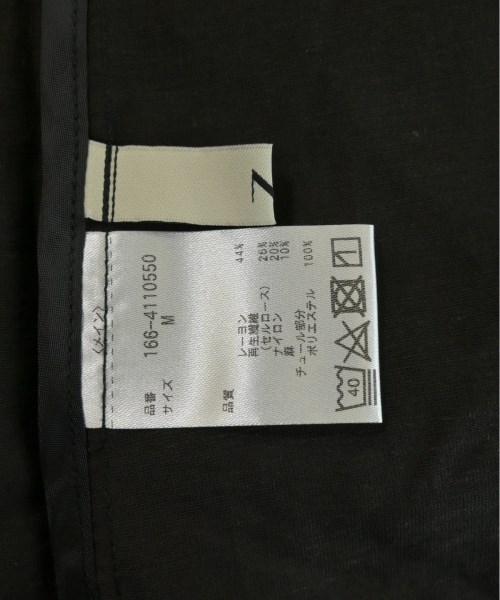 <メイン>
品番 166-4110550
サイズ M
品質
レーヨン 44%
再生繊維
(セルロース) 26%
ナイロン 20%
麻 10%
チュール部分
ポリエステル 100%
40